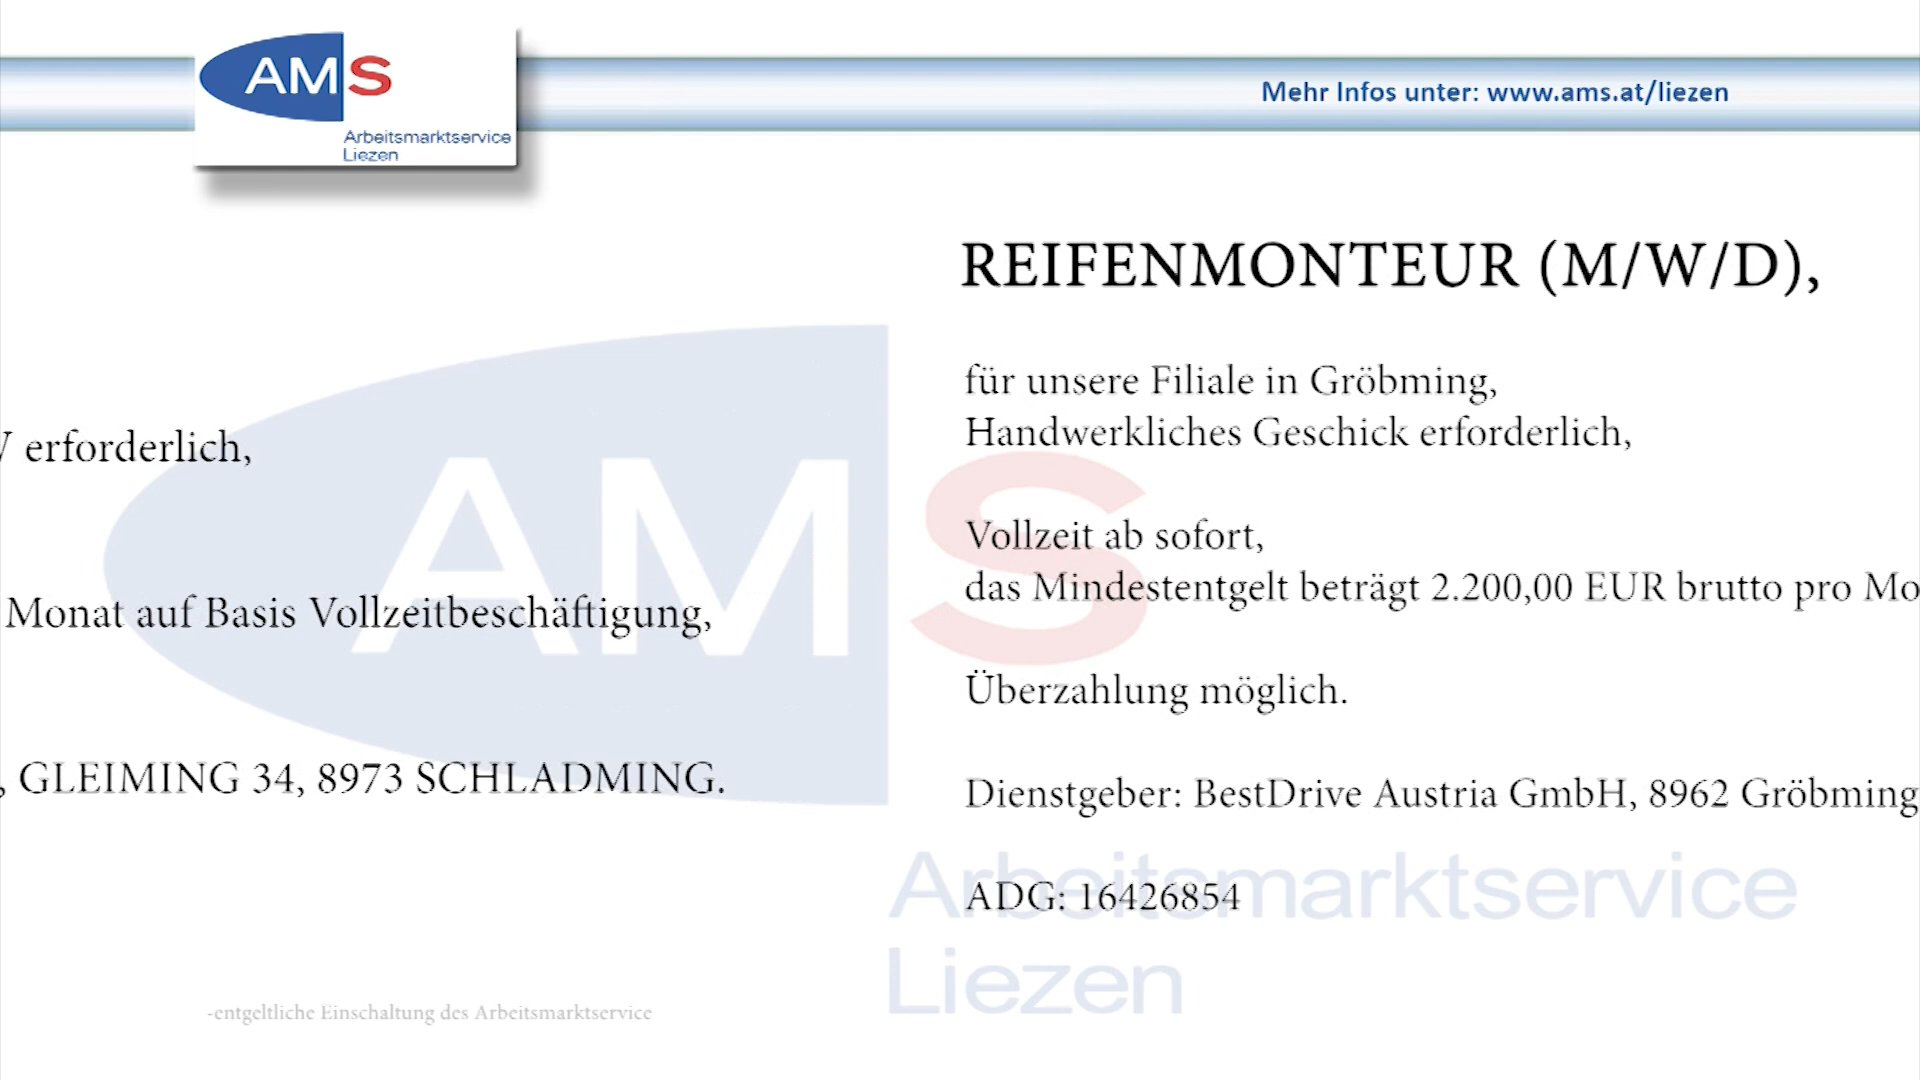 AMS
Arbeitsmarktservice
Liezen
Mehr Infos unter: www.ams.at/liezen
erforderlich,
Monat auf Basis Vollzeitbeschäftigung,
, GLEIMING 34, 8973 SCHLADMING.
REIFENMONTEUR (M/W/D),
für unsere Filiale in Gröbming,
Handwerkliches Geschick erforderlich,
Vollzeit ab sofort,
das Mindestentgelt beträgt 2.200,00 EUR brutto pro Mo
Überzahlung möglich.
Dienstgeber: BestDrive Austria GmbH, 8962 Gröbming
ADG: 16426854
AMS
Arbeitsmarktservice
Liezen
-entgeltliche Einschaltung des Arbeitsmarktservice